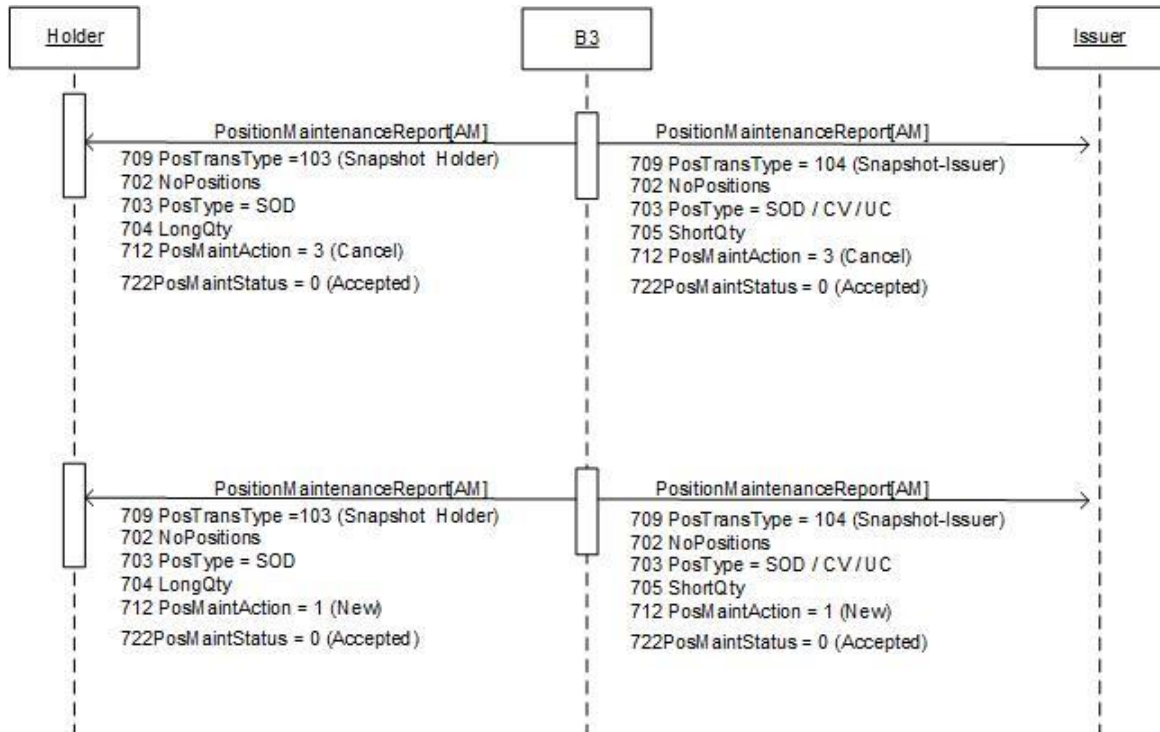 Holder
B3
Issuer
PositionMaintenanceReport[AM]
709 PosTransType =103 (Snapshot Holder)
702 NoPositions
703 PosType = SOD
704 LongQty
712 PosMaintAction = 3 (Cancel)
722PosMaintStatus = 0 (Accepted)
PositionMaintenanceReport[AM]
709 PosTransType = 104 (Snapshot-Issuer)
702 NoPositions
703 PosType = SOD / CV / UC
705 ShortQty
712 PosMaintAction = 3 (Cancel)
722PosMaintStatus = 0 (Accepted)
PositionMaintenanceReport[AM]
709 PosTransType =103 (Snapshot Holder)
702 NoPositions
703 PosType = SOD
704 LongQty
712 PosMaintAction = 1 (New)
722PosMaintStatus = 0 (Accepted)
PositionMaintenanceReport[AM]
709 PosTransType = 104 (Snapshot-Issuer)
702 NoPositions
703 PosType = SOD / CV / UC
705 ShortQty
712 PosMaintAction = 1 (New)
722PosMaintStatus = 0 (Accepted)